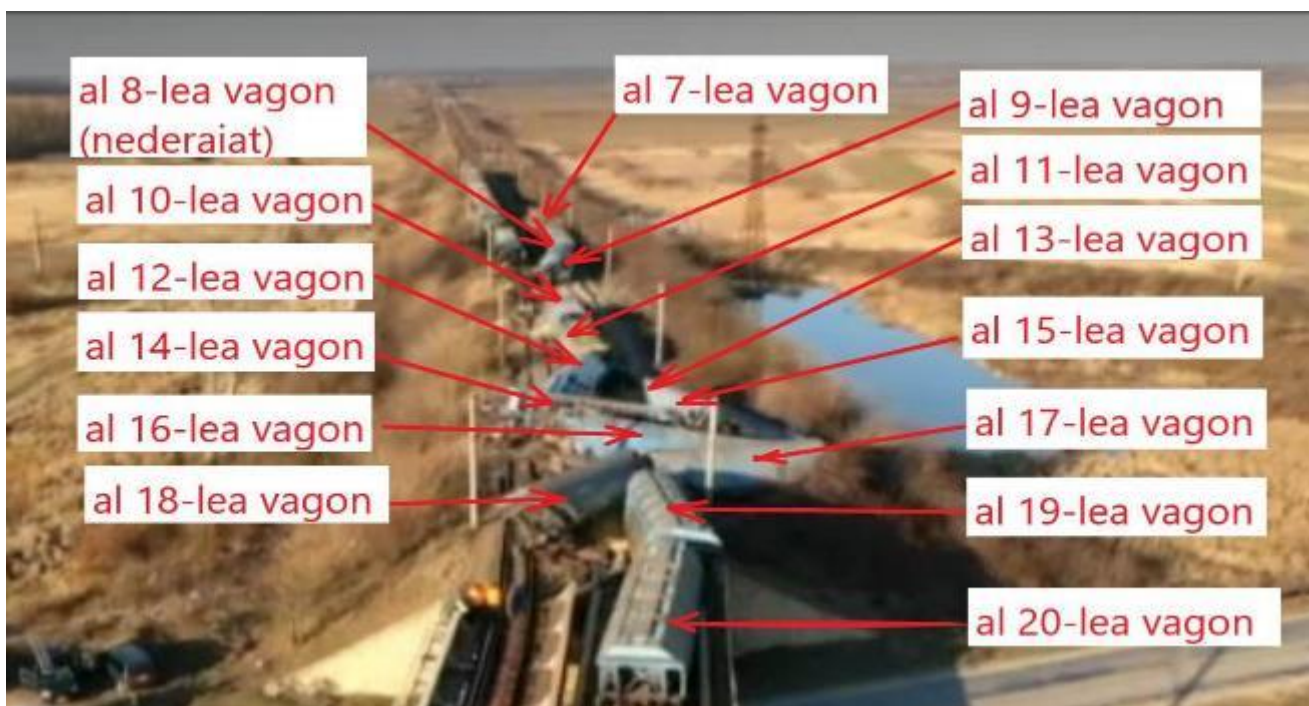 al 8-lea vagon
(nederaiat)
al 7-lea vagon
al 9-lea vagon
al 10-lea vagon
al 11-lea vagon
al 12-lea vagon
al 13-lea vagon
al 14-lea vagon
al 15-lea vagon
al 16-lea vagon
al 17-lea vagon
al 18-lea vagon
al 19-lea vagon
al 20-lea vagon